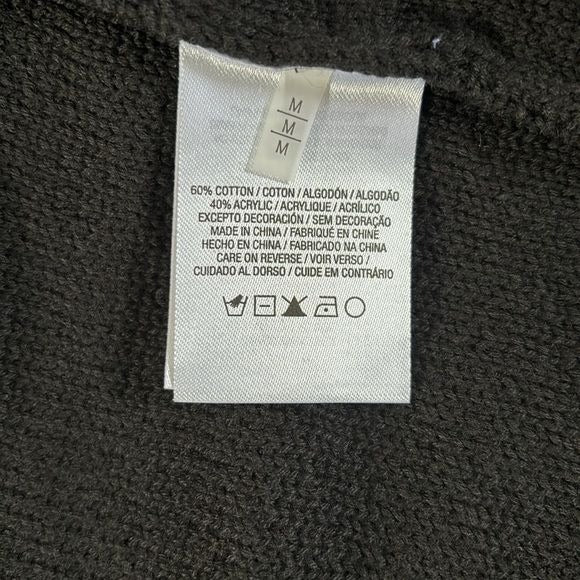 M
M
M
60% COTTON / COTON / ALGODÓN / ALGODÃO
40% ACRYLIC / ACRYLIQUE / ACRÍLICO
EXCEPTO DECORACIÓN / SEM DECORAÇÃO
MADE IN CHINA / FABRIQUÉ EN CHINE
HECHO EN CHINA / FABRICADO NA CHINA
CARE ON REVERSE / VOIR VERSO /
CUIDADO AL DORSO / CUIDE EM CONTRÁRIO